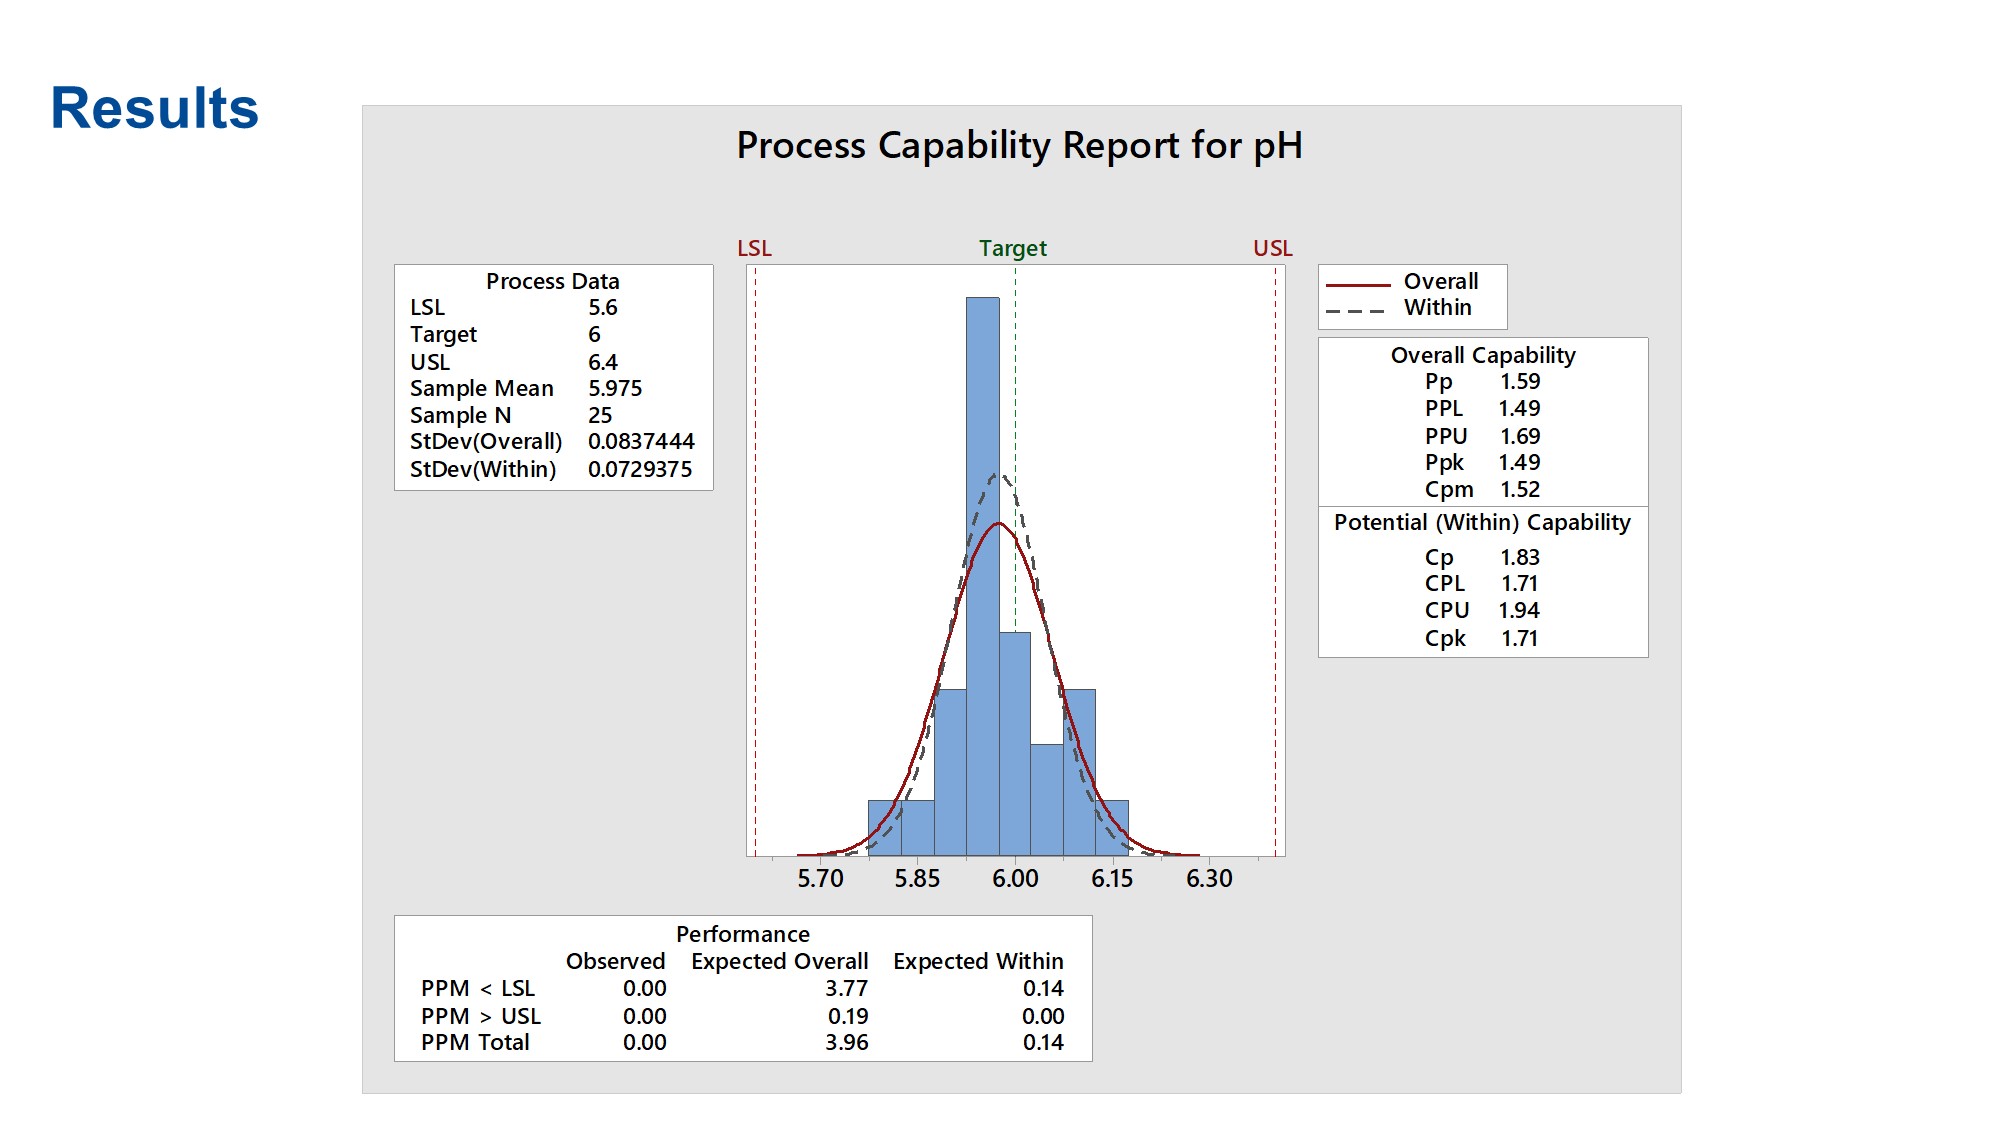 Results
Process Capability Report for pH
LSL Target USL
Process Data
LSL 5.6
Target 6
USL 6.4
Sample Mean 5.975
Sample N 25
StDev(Overall) 0.0837444
StDev(Within) 0.0729375
Overall
Within
Overall Capability
Pp 1.59
PPL 1.49
PPU 1.69
Ppk 1.49
Cpm 1.52
Potential (Within) Capability
Cp 1.83
CPL 1.71
CPU 1.94
Cpk 1.71
5.70 5.85 6.00 6.15 6.30
Performance
Observed Expected Overall Expected Within
PPM < LSL 0.00 3.77 0.14
PPM > USL 0.00 0.19 0.00
PPM Total 0.00 3.96 0.14